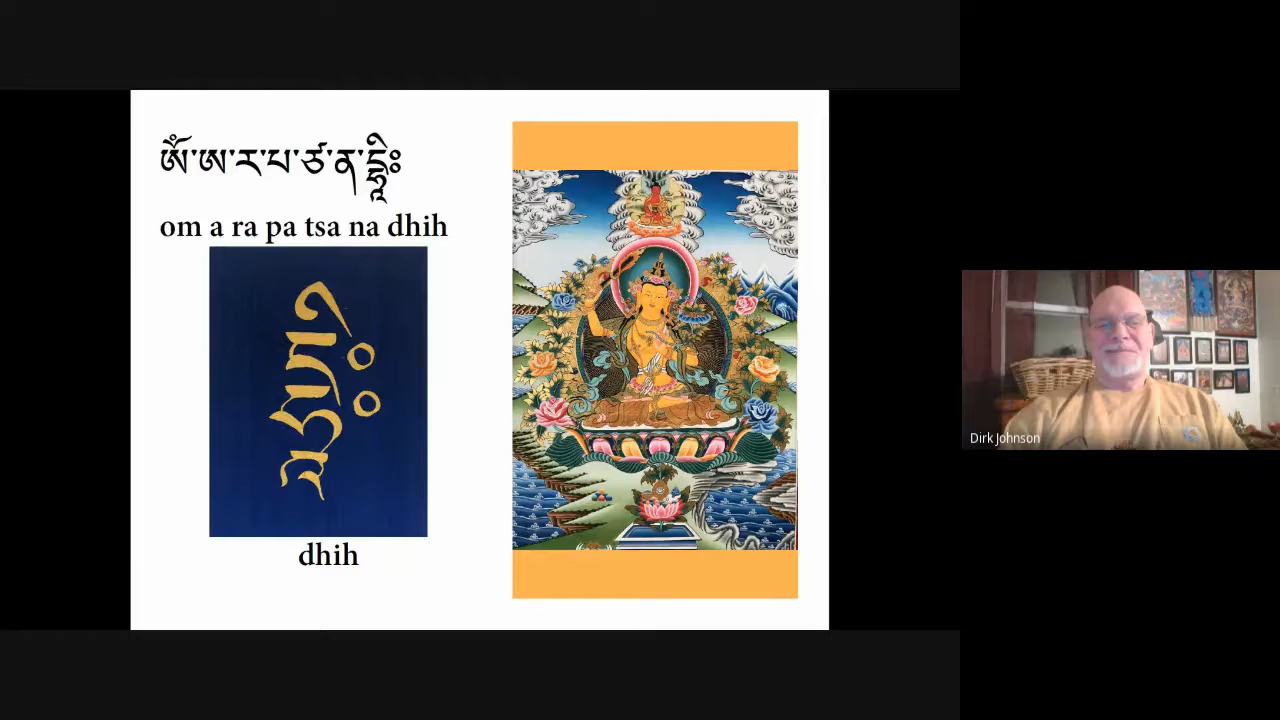 ཨོཾ་ཨ་ར་པ་ཙ་ན་དྷཱིཿ
om a ra pa tsa na dhih
དྷཱིཿ
dhih
Dirk Johnson